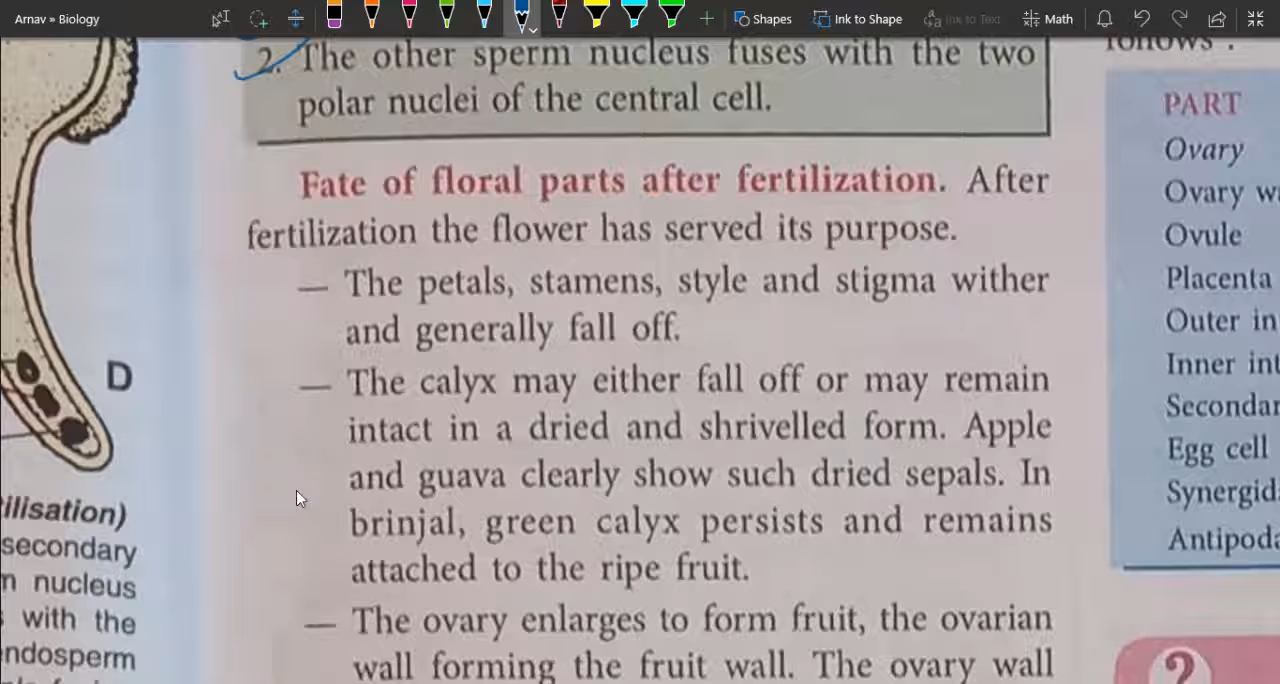 Arnav » Biology
Shapes
Ink to Shape
Ink to Text
Math
2. The other sperm nucleus fuses with the two
polar nuclei of the central cell.
Fate of floral parts after fertilization. After
fertilization the flower has served its purpose.
— The petals, stamens, style and stigma wither
and generally fall off.
— The calyx may either fall off or may remain
intact in a dried and shrivelled form. Apple
and guava clearly show such dried sepals. In
brinjal, green calyx persists and remains
attached to the ripe fruit.
— The ovary enlarges to form fruit, the ovarian
wall forming the fruit wall. The ovary wall
D
ilisation)
secondary
nucleus
with the
ndosperm
follows :
PART
Ovary
Ovary
Ovule
Placenta
Outer
Inner
Egg cell
?